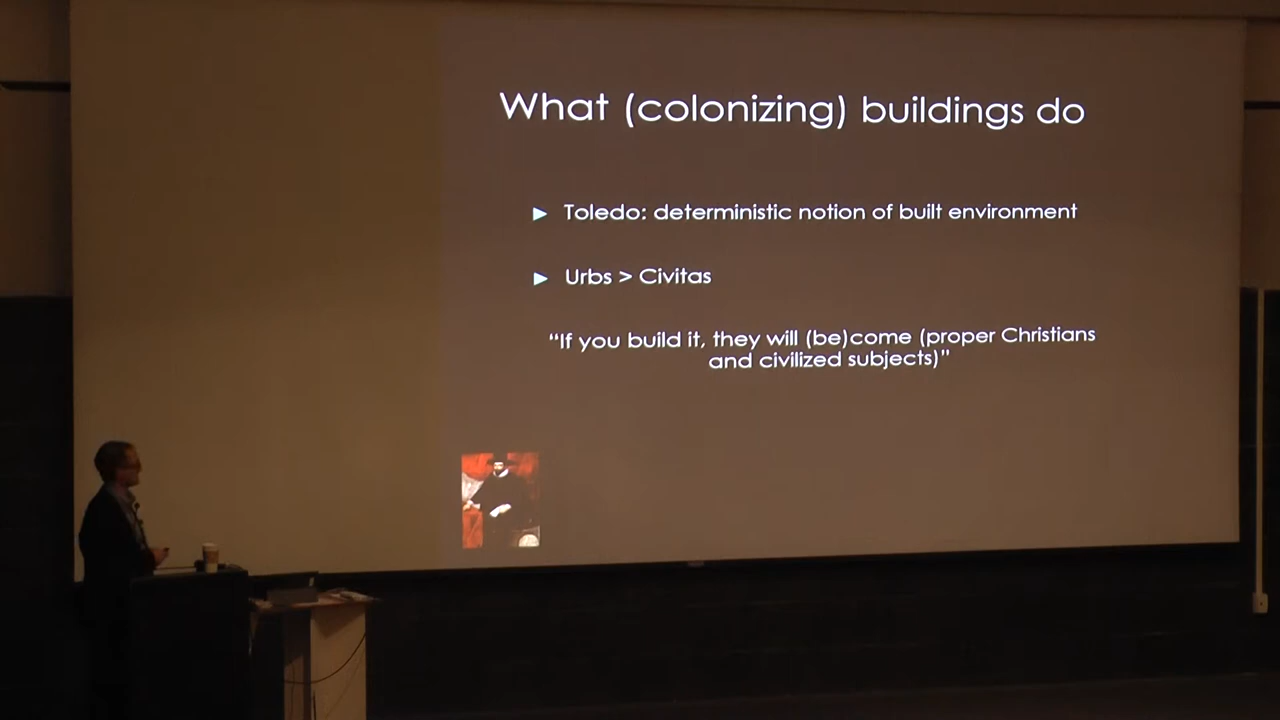 What (colonizing) buildings do
► Toledo: deterministic notion of built environment
► Urbs > Civitas
“If you build it, they will (be)come (proper Christians
and civilized subjects)”